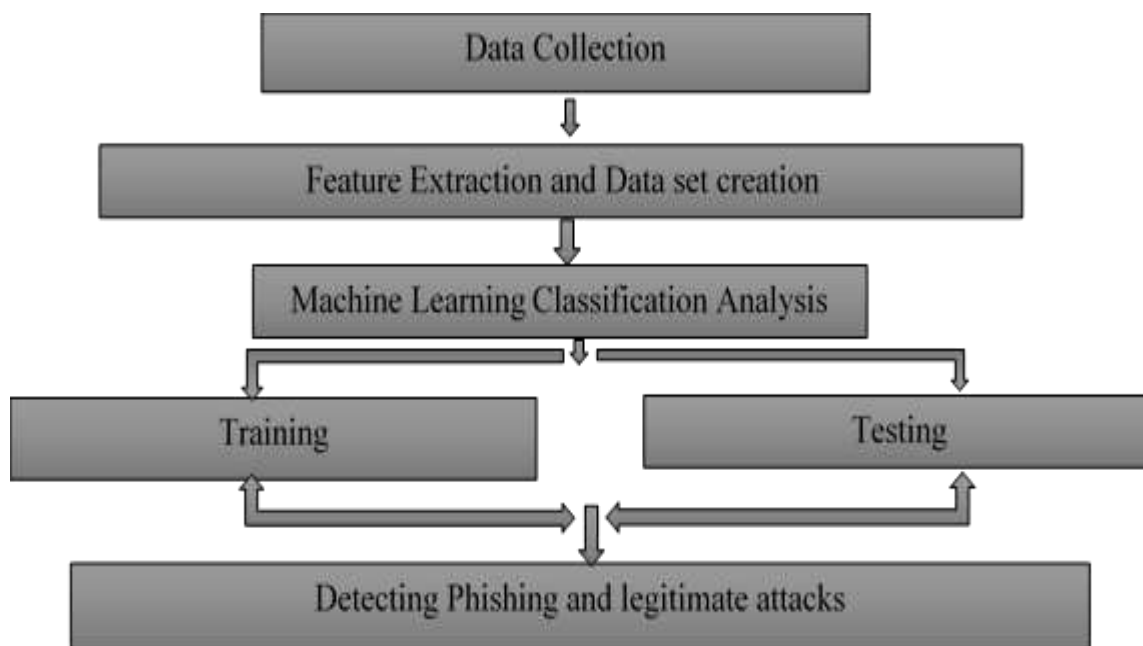 Data Collection
Feature Extraction and Data set creation
Machine Learning Classification Analysis
Training
Testing
Detecting Phishing and legitimate attacks